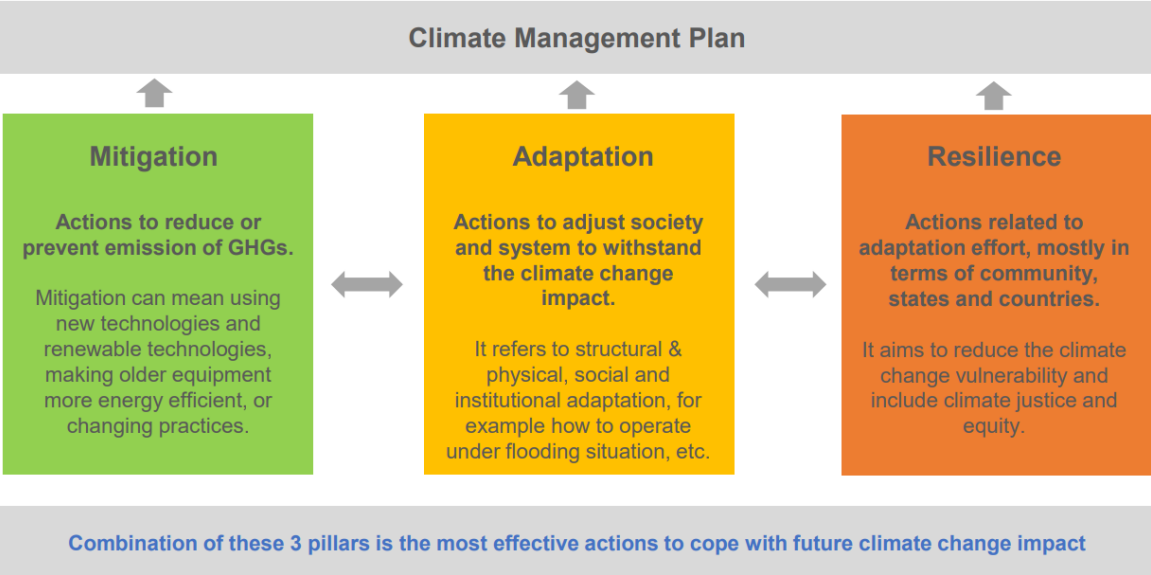 Climate Management Plan
Mitigation
Actions to reduce or
prevent emission of GHGs.
Mitigation can mean using
new technologies and
renewable technologies,
making older equipment
more energy efficient, or
changing practices.
Adaptation
Actions to adjust society
and system to withstand
the climate change
impact.
It refers to structural &
physical, social and
institutional adaptation, for
example how to operate
under flooding situation, etc.
Resilience
Actions related to
adaptation effort, mostly in
terms of community,
states and countries.
It aims to reduce the climate
change vulnerability and
include climate justice and
equity.
Combination of these 3 pillars is the most effective actions to cope with future climate change impact